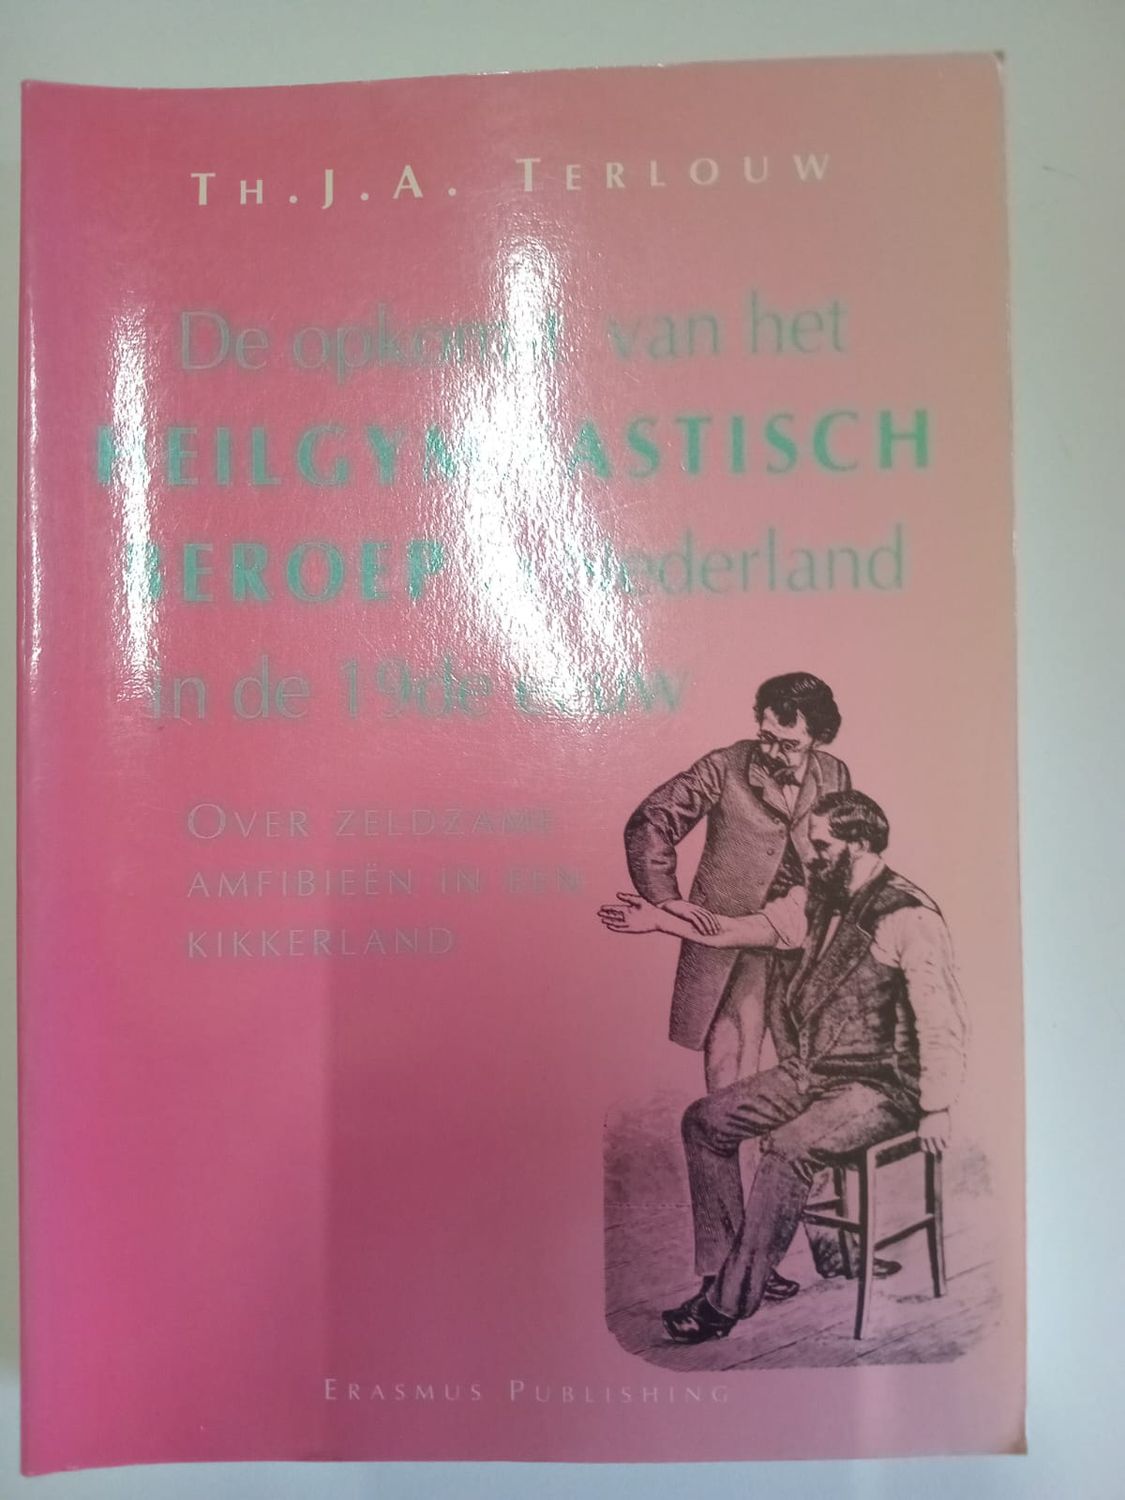 TH.J.A. TERLOUW
De opkomst van het
HEILGYMNASTISCH
BEROEP in Nederland
in de 19de eeuw
OVER ZELDZAME
AMFIBIEËN IN EEN
KIKKERLAND
ERASMUS PUBLISHING